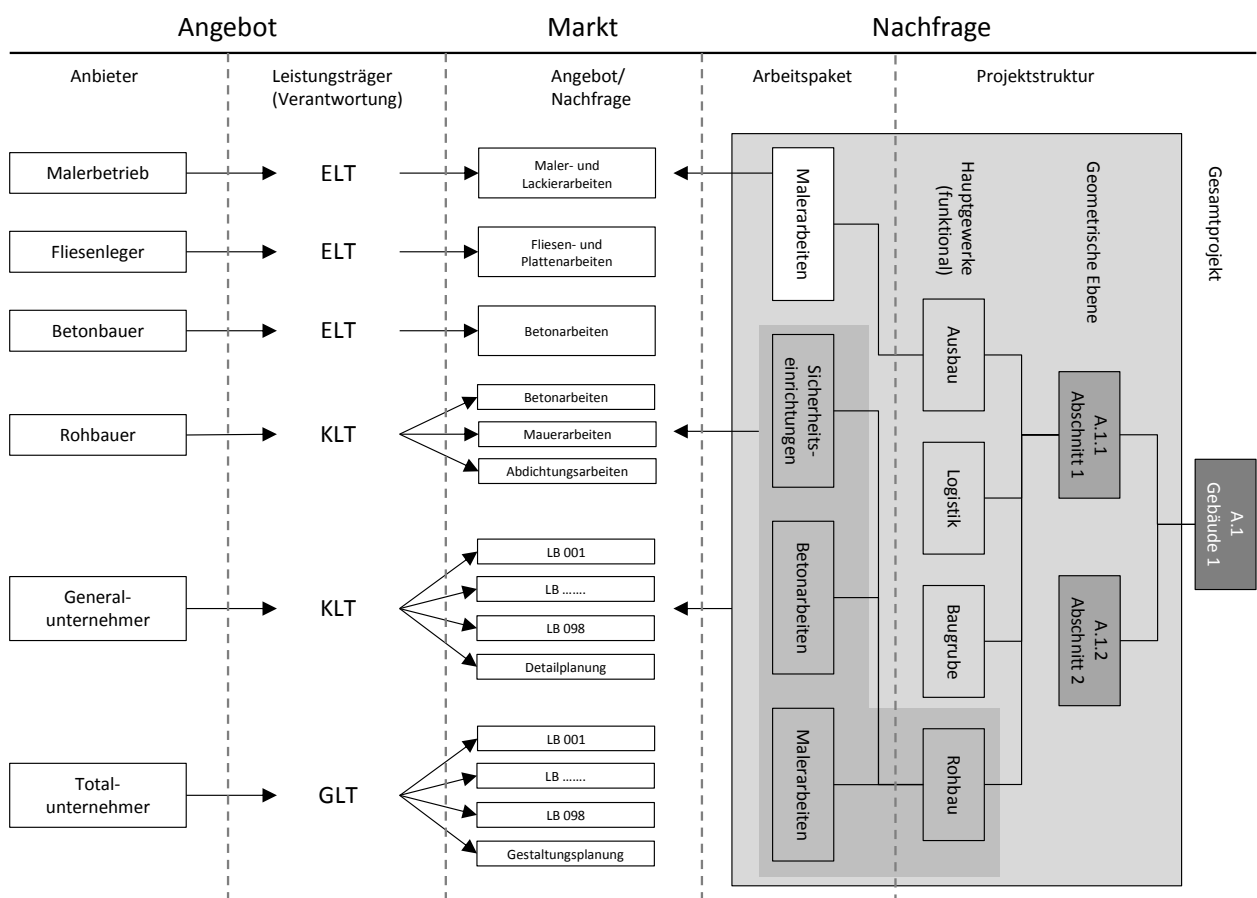 Angebot
Markt
Nachfrage
Anbieter
Leistungsträger
(Verantwortung)
Angebot/
Nachfrage
Arbeitspaket
Projektstruktur
Malerbetrieb
ELT
Maler- und
Lackierarbeiten
Fliesenleger
ELT
Fliesen- und
Plattenarbeiten
Betonbauer
ELT
Betonarbeiten
Rohbauer
KLT
Betonarbeiten
Mauerarbeiten
Abdichtungsarbeiten
General-
unternehmer
KLT
LB 001
LB .......
LB 098
Detailplanung
Total-
unternehmer
GLT
LB 001
LB .......
LB 098
Gestaltungsplanung
Malerarbeiten
Sicherheits-
einrichtungen
Betonarbeiten
Malerarbeiten
Hauptgewerke
(funktional)
Ausbau
Logistik
Baugrube
Rohbau
Geometrische Ebene
A.1.1
Abschnitt 1
A.1.2
Abschnitt 2
Gesamtprojekt
A.1
Gebäude 1